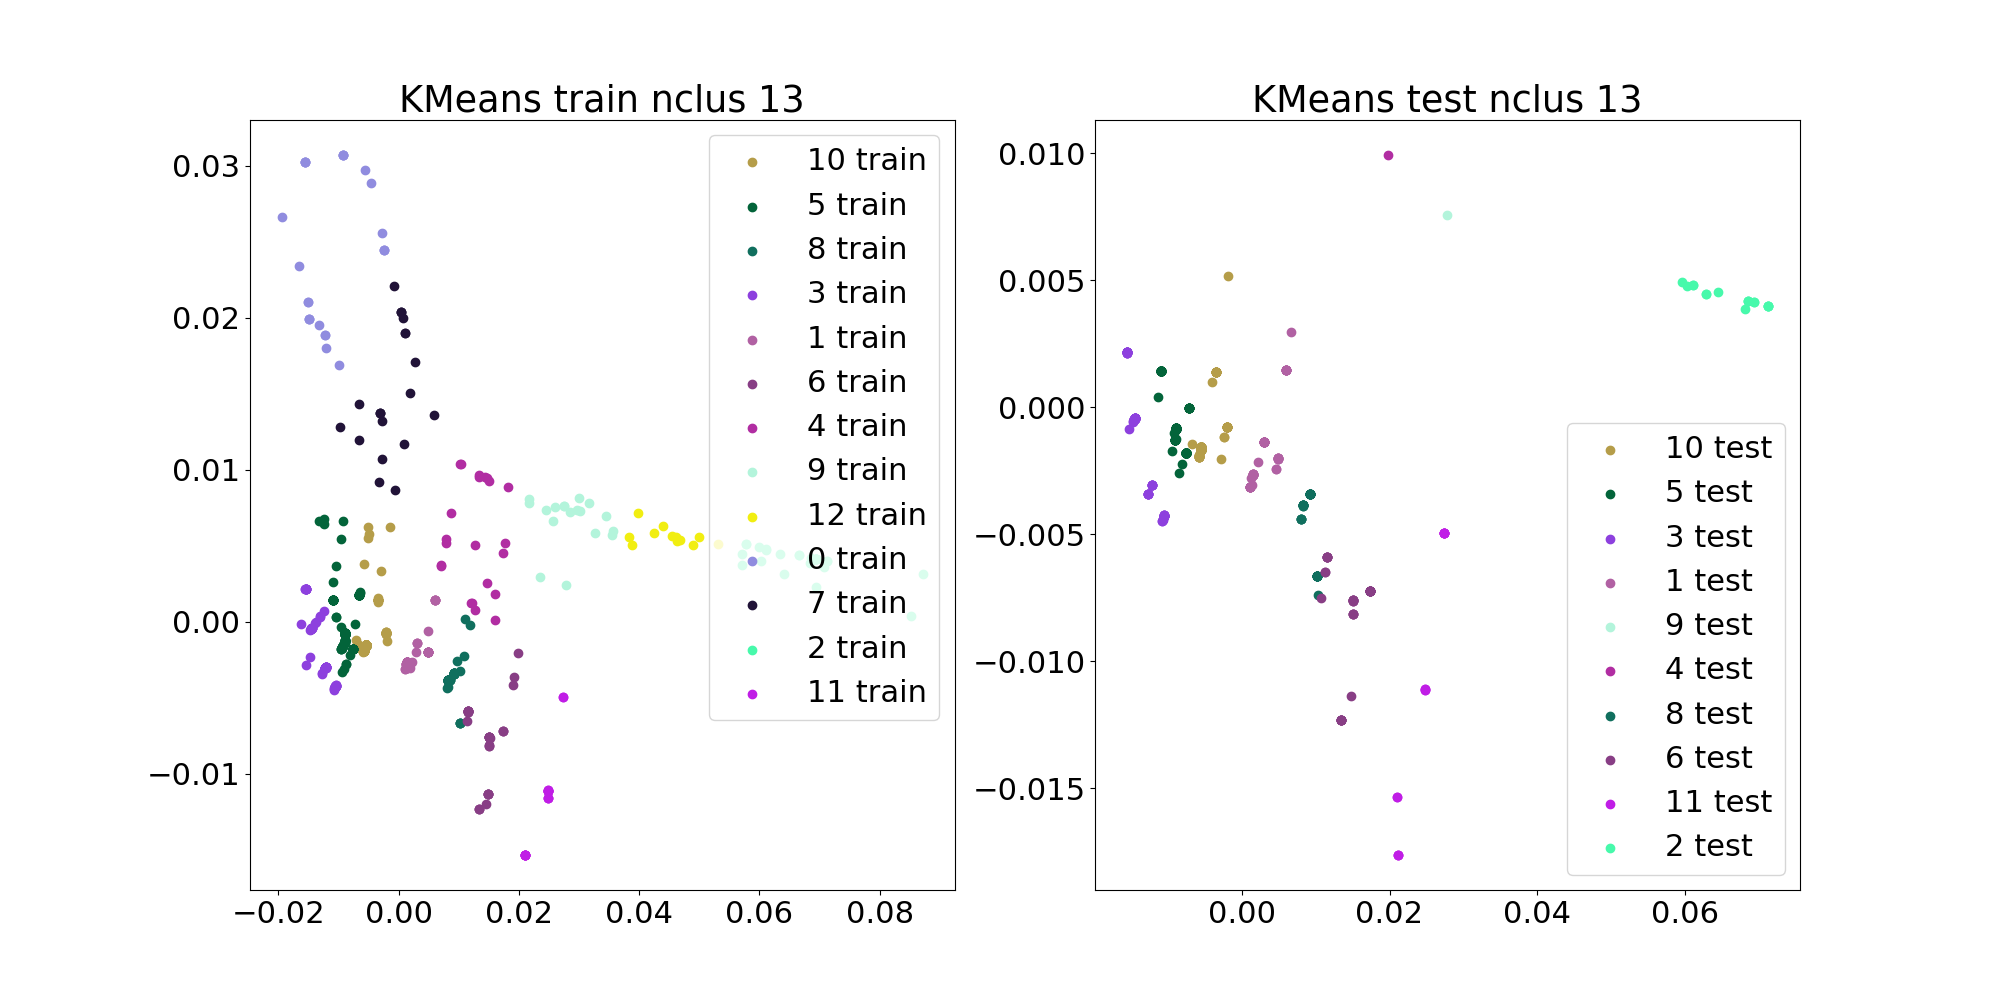 KMeans train nclus 13
0.03
0.02
0.01
0.00
−0.01
−0.02
0.00
0.02
0.04
0.06
0.08
10 train
5 train
8 train
3 train
1 train
6 train
4 train
9 train
12 train
0 train
7 train
2 train
11 train
KMeans test nclus 13
0.010
0.005
0.000
−0.005
−0.010
−0.015
0.00
0.02
0.04
0.06
10 test
5 test
3 test
1 test
9 test
4 test
8 test
6 test
11 test
2 test